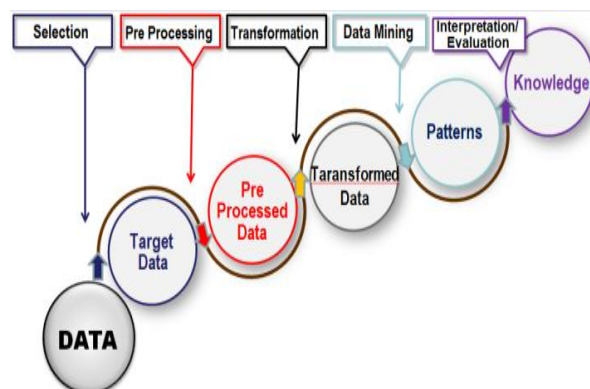 Selection
Pre Processing
Transformation
Data Mining
Interpretation/
Evaluation
DATA
Target
Data
Pre
Processed
Data
Taransformed
Data
Patterns
Knowledge